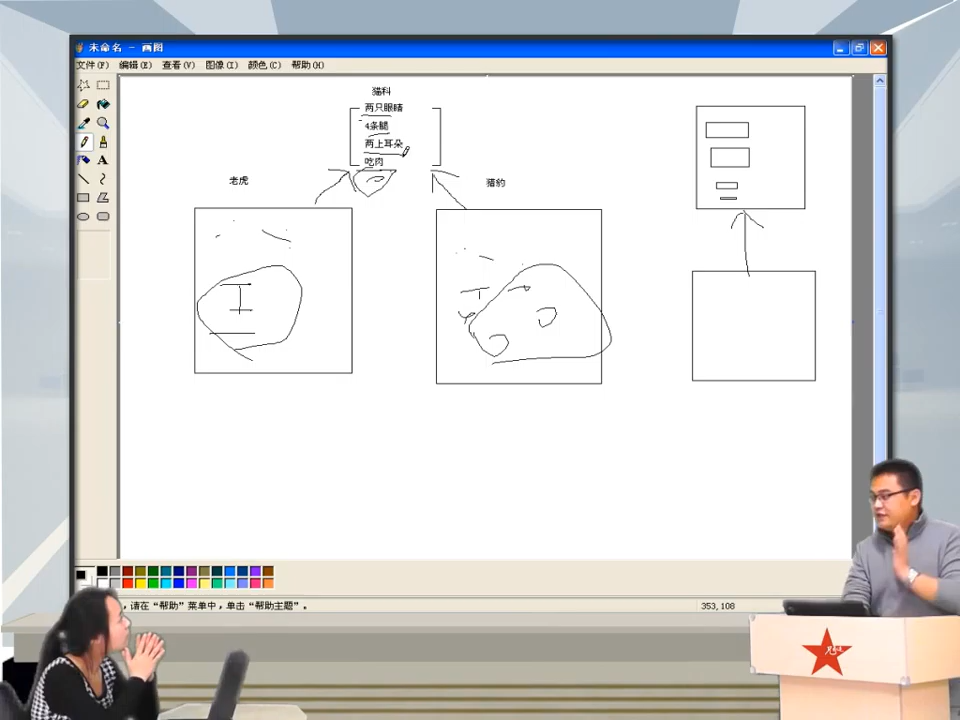 未命名 - 画图
文件(F) 编辑(E) 查看(V) 图像(I) 颜色(C) 帮助(H)
猫科
两只眼睛
4条腿
两上耳朵
吃肉
老虎
猎豹
，请在“帮助”菜单中，单击“帮助主题”。
353,108